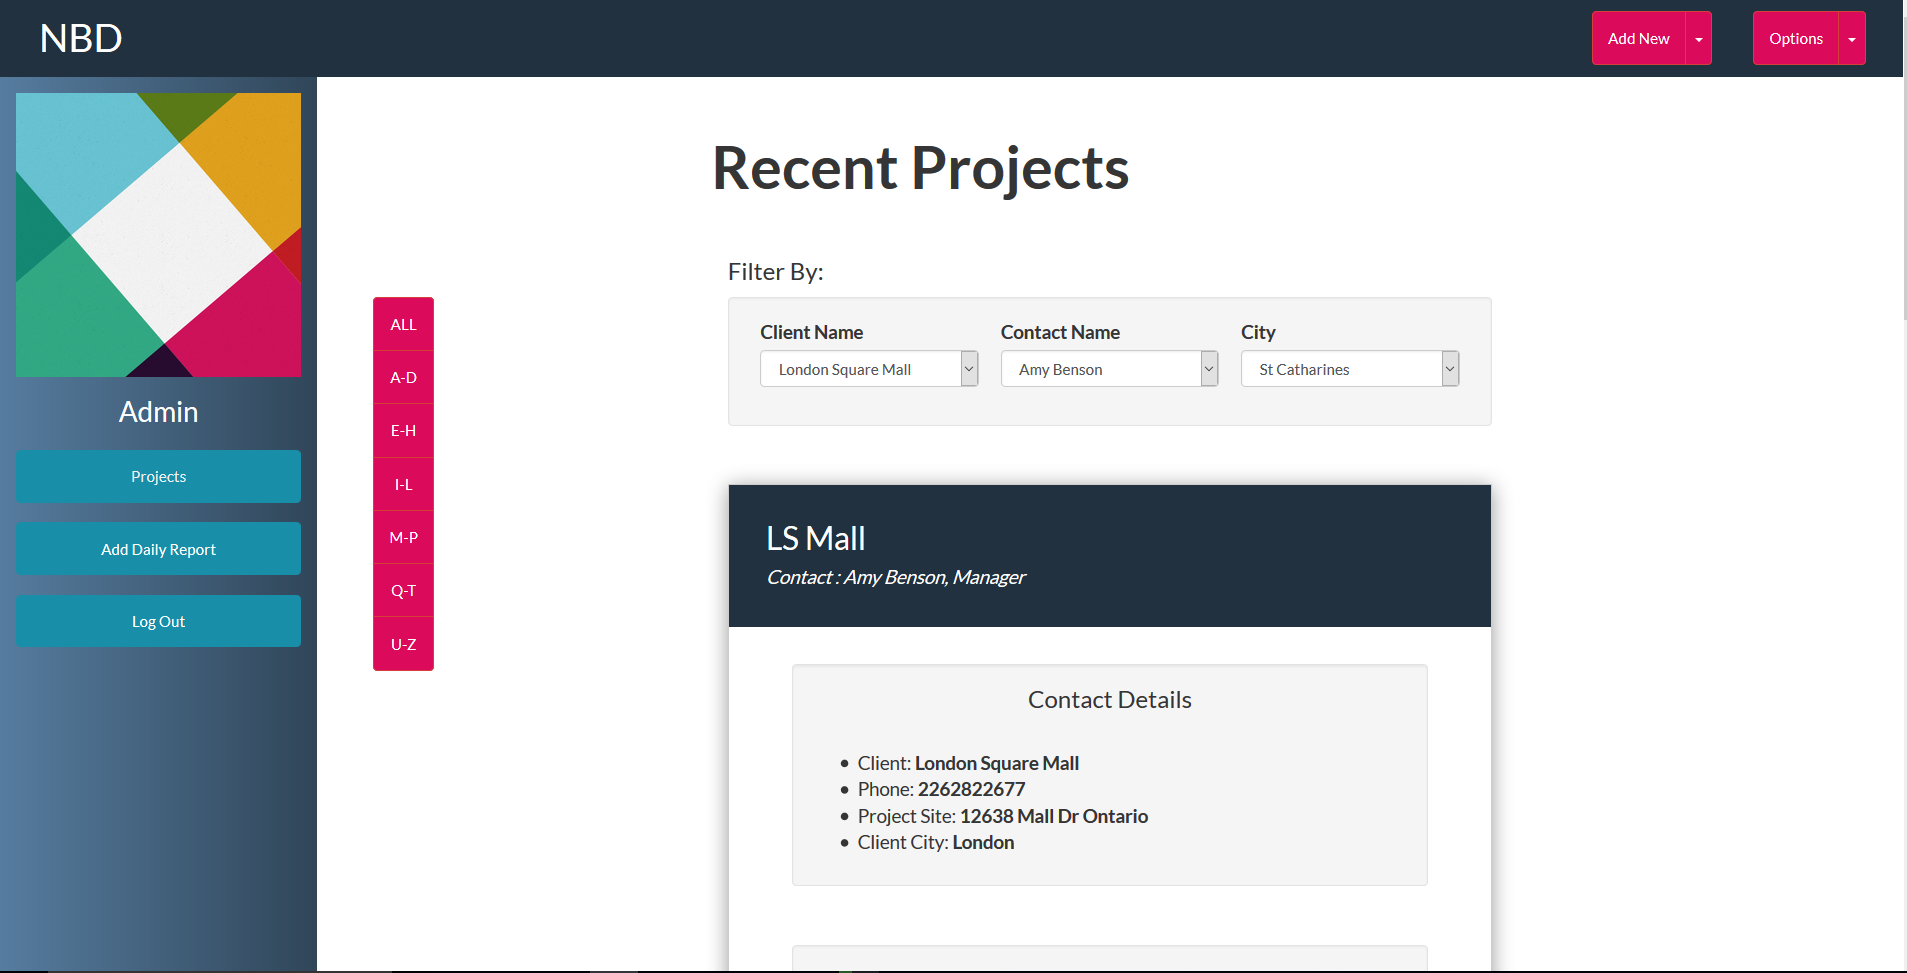 NBD
Add New
Options
Admin
Projects
Add Daily Report
Log Out
ALL
A-D
E-H
I-L
M-P
Q-T
U-Z
Recent Projects
Filter By:
Client Name
London Square Mall
Contact Name
Amy Benson
City
St Catharines
LS Mall
Contact : Amy Benson, Manager
Contact Details
Client: London Square Mall
Phone: 2262822677
Project Site: 12638 Mall Dr Ontario
Client City: London